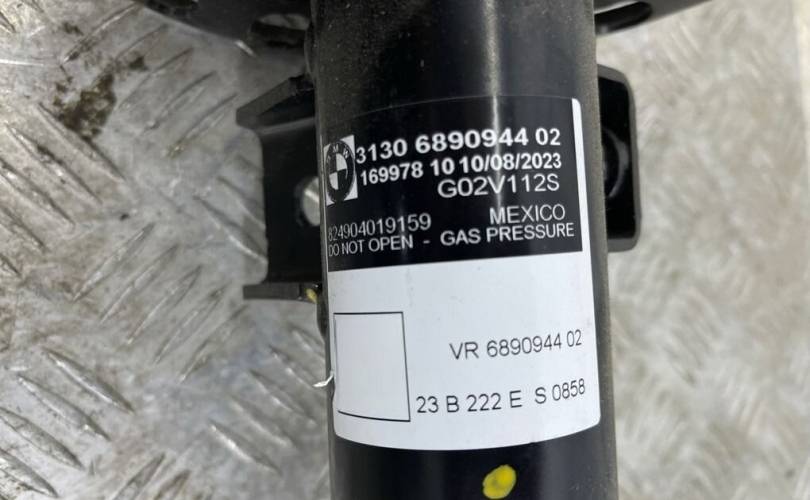 BMW
3130 6890944 02
169978 10 10/08/2023
G02V112S
824904019159 MEXICO
DO NOT OPEN - GAS PRESSURE
VR 6890944 02
23 B 222 E S 0858